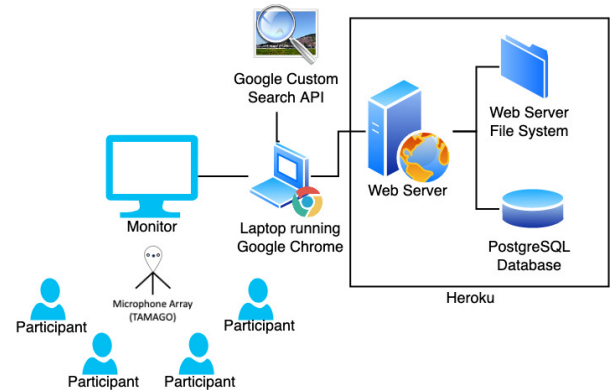 Google Custom
Search API
Web Server
File System
Web Server
Monitor
Laptop running
Google Chrome
PostgreSQL
Database
Heroku
Microphone Array
(TAMAGO)
Participant
Participant
Participant
Participant